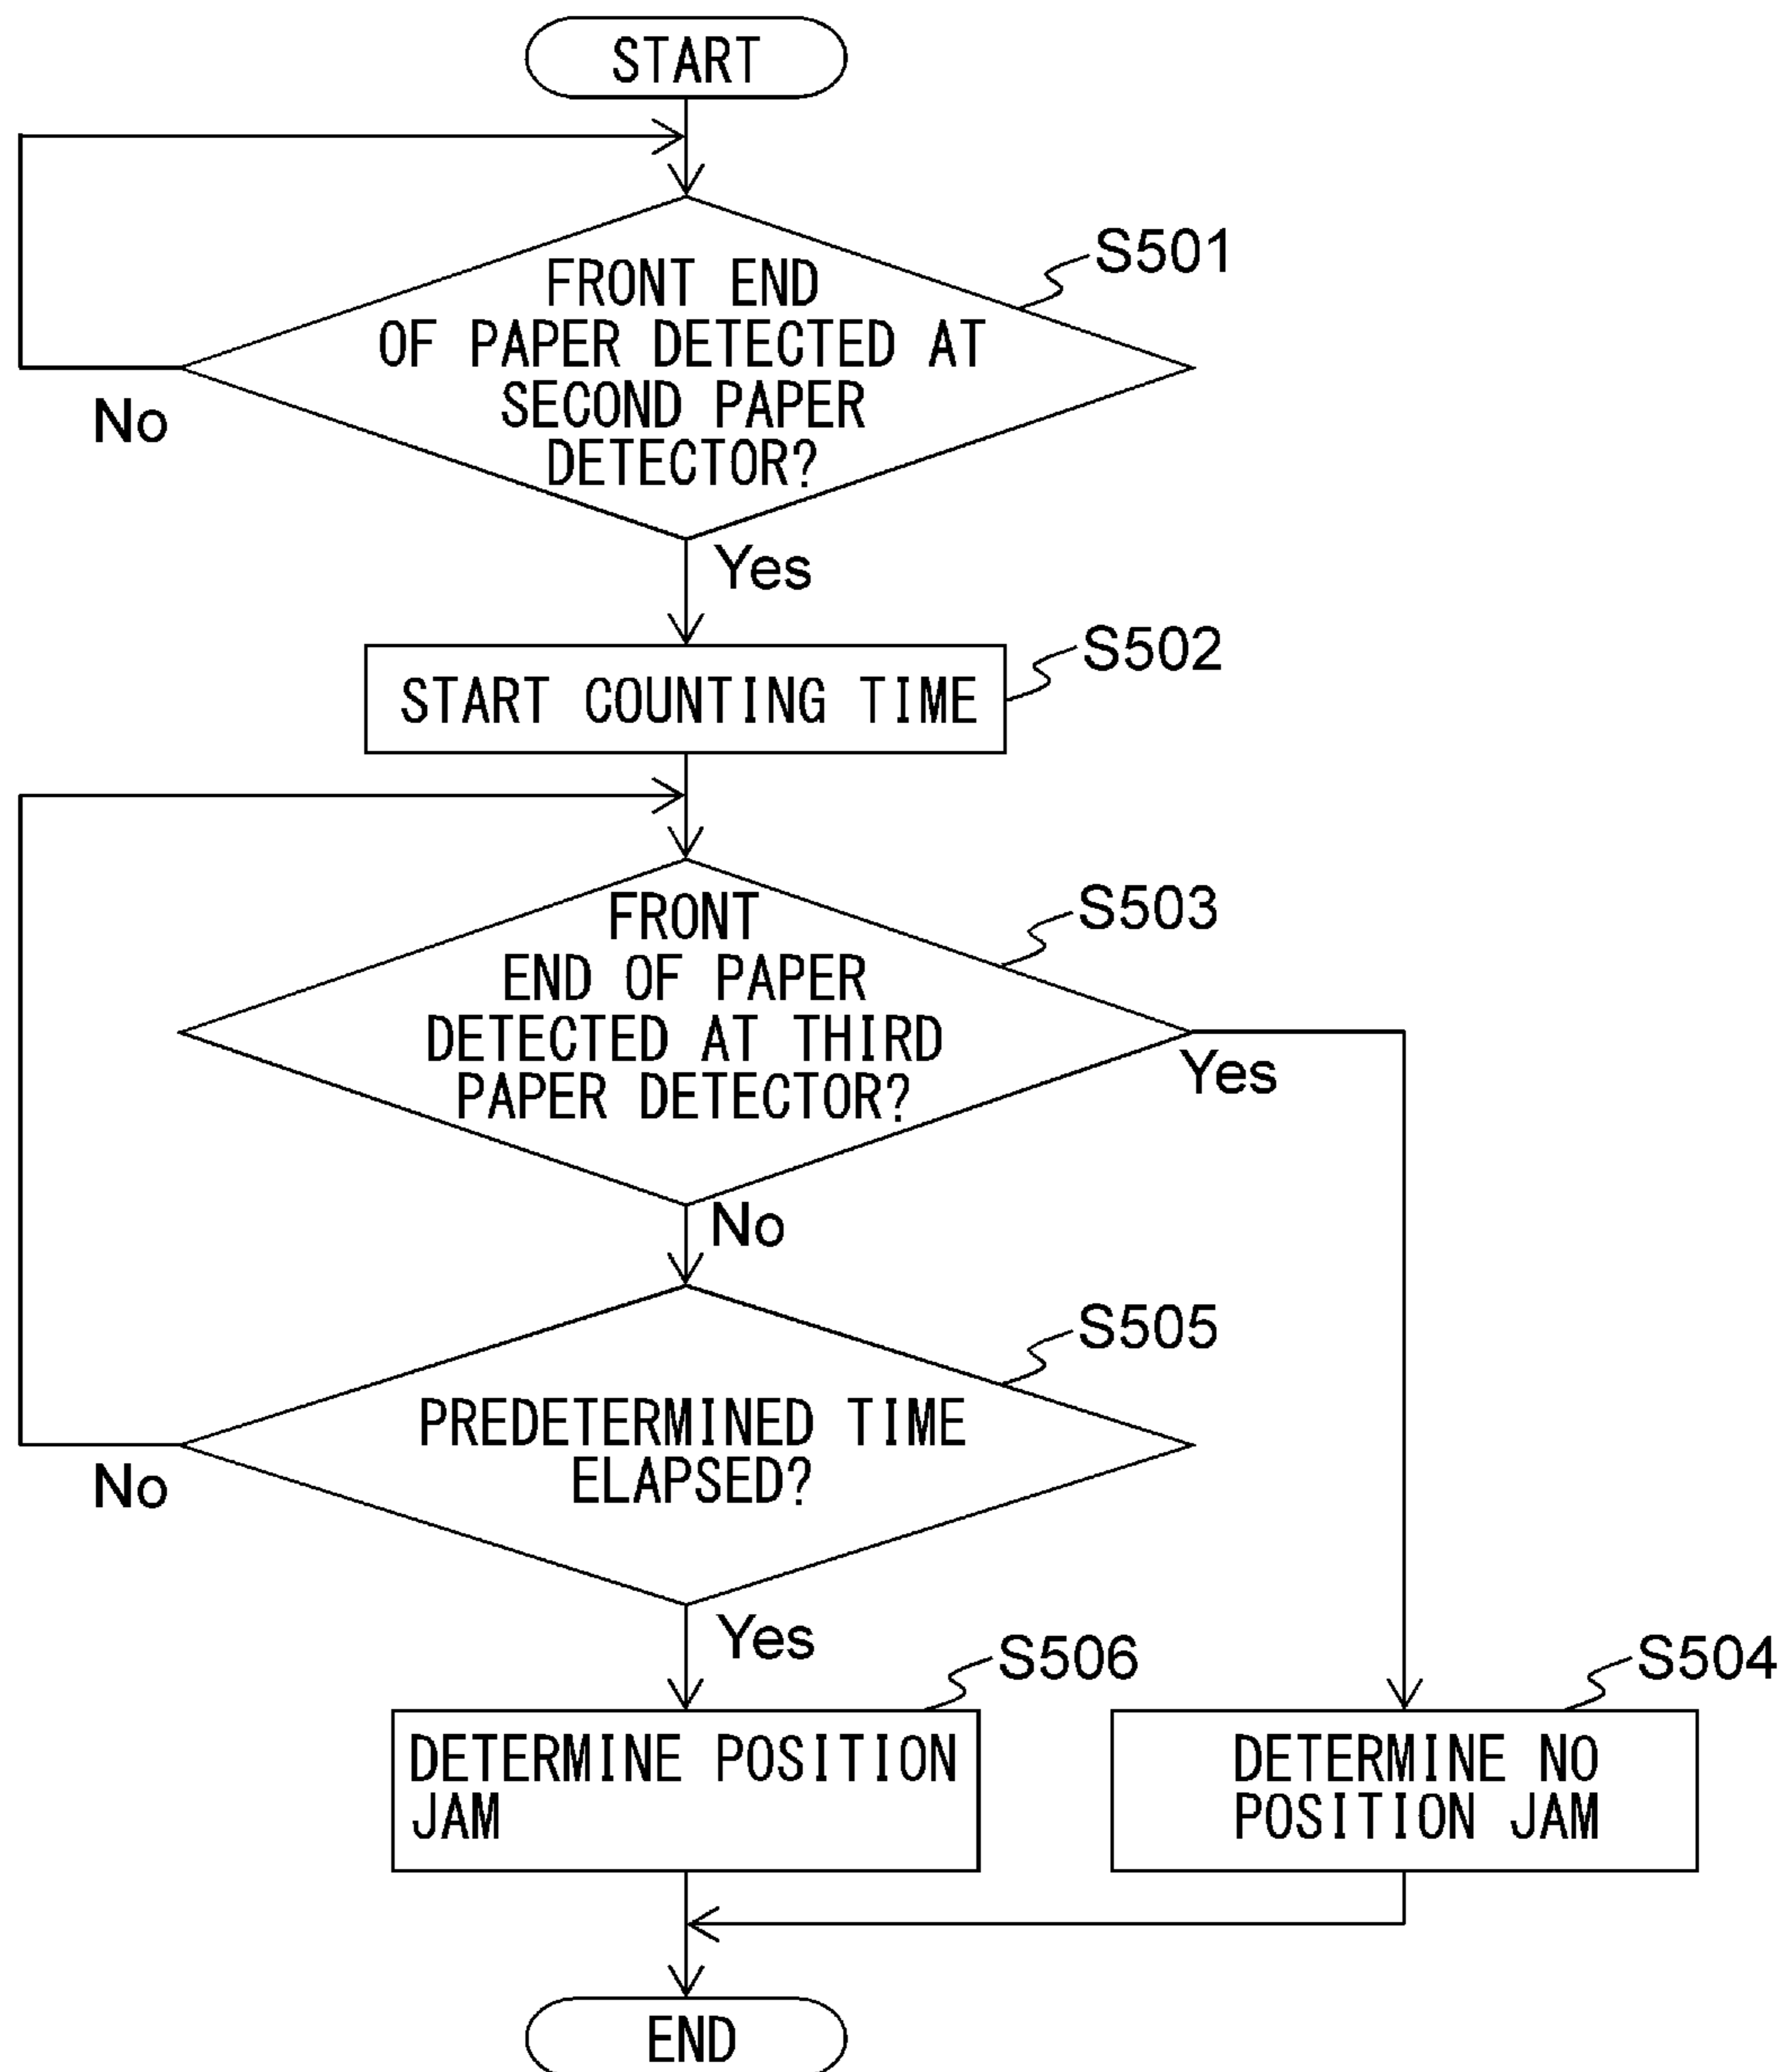 START
S501
FRONT END
OF PAPER DETECTED AT
SECOND PAPER
DETECTOR?
No
Yes
S502
START COUNTING TIME
S503
FRONT
END OF PAPER
DETECTED AT THIRD
PAPER DETECTOR?
Yes
No
S505
PREDETERMINED TIME
ELAPSED?
No
Yes
S506
S504
DETERMINE POSITION
JAM
DETERMINE NO
POSITION JAM
END